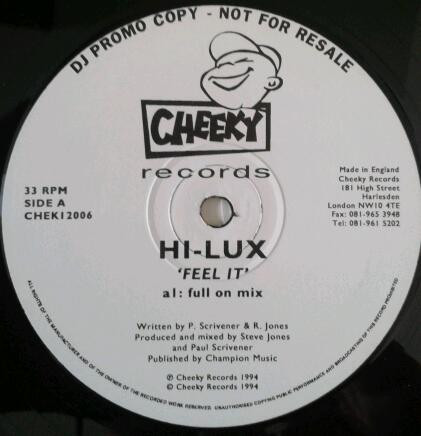 DJ PROMO COPY - NOT FOR RESALE
CHEEKY
records
33 RPM
SIDE A
CHEK12006
Made in England
Cheeky Records
181 High Street
Harlesden
London NW10 4TE
Fax: 081-965 3948
Tel: 081-961 5202
HI-LUX
'FEEL IT'
a1: full on mix
Written by P. Scrivener & R. Jones
Produced and mixed by Steve Jones
and Paul Scrivener
Published by Champion Music
℗ Cheeky Records 1994
© Cheeky Records 1994
ALL RIGHTS OF THE MANUFACTURER AND OF THE OWNER OF THE RECORDED WORK RESERVED. UNAUTHORISED COPYING PUBLIC PERFORMANCE AND BROADCASTING OF THIS RECORD PROHIBITED